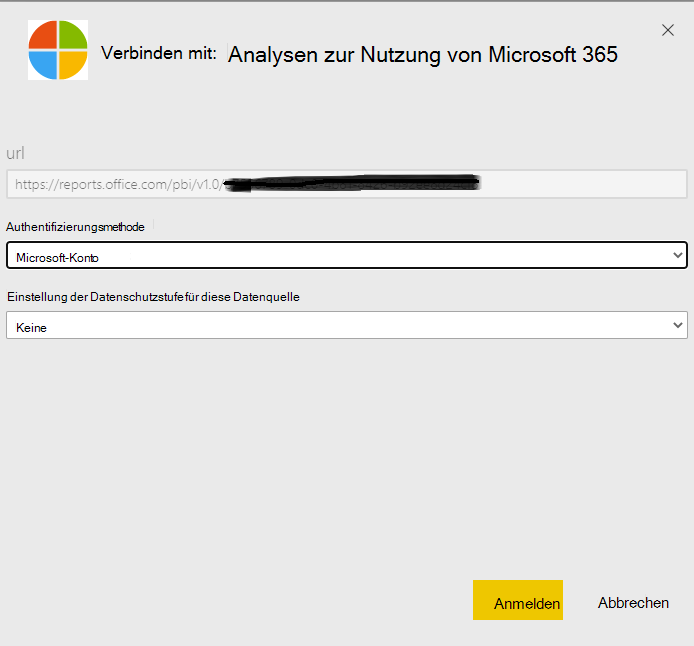 Verbinden mit: Analysen zur Nutzung von Microsoft 365
url
https://reports.office.com/pbi/v1.0/
Authentifizierungsmethode
Microsoft-Konto
Einstellung der Datenschutzstufe für diese Datenquelle
Keine
Anmelden Abbrechen